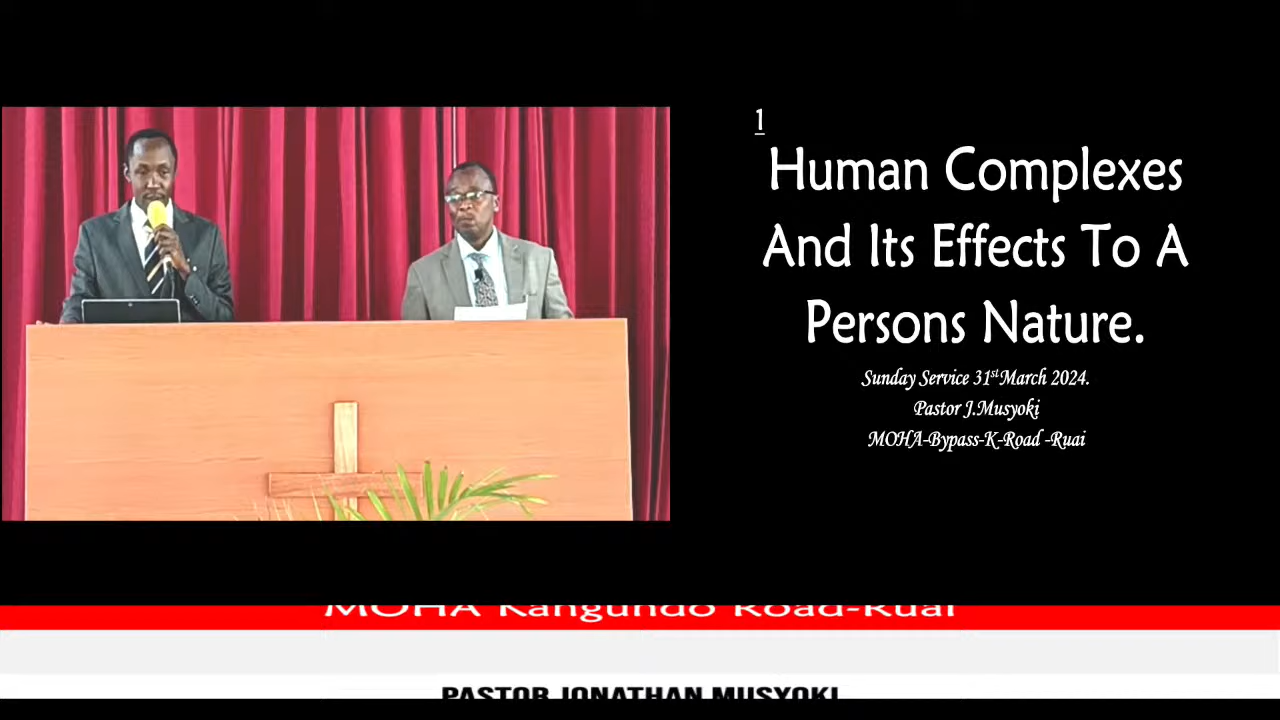 1
Human Complexes
And Its Effects To A
Persons Nature.
Sunday Service 31st March 2024.
Pastor J.Musyoki
MOHA-Bypass-K-Road -Ruai
MOHA Kangundo Road-Ruai
PASTOR JONATHAN MUSYOKI